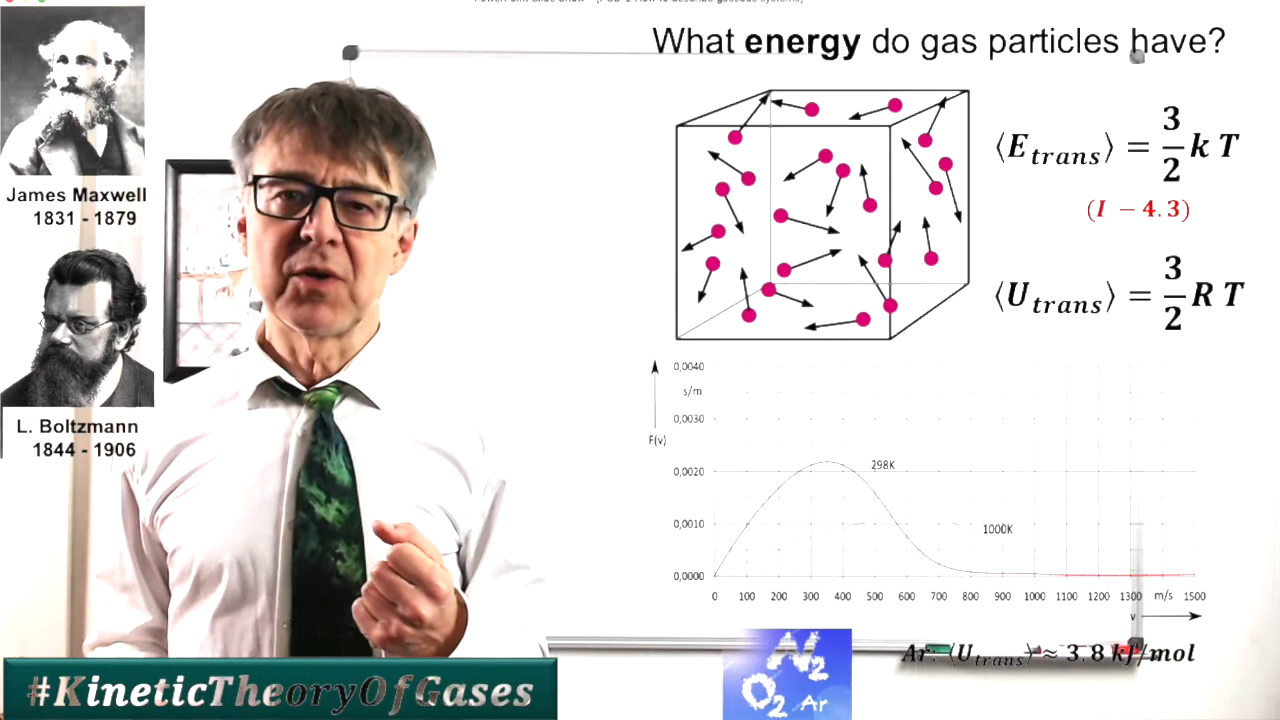 What energy do gas particles have?
James Maxwell
1831 - 1879
L. Boltzmann
1844 - 1906
⟨E_trans⟩ = 3/2 k T
(I − 4.3)
⟨U_trans⟩ = 3/2 R T
0,0040
s/m
0,0030
F(v)
0,0020
298K
0,0010
1000K
0,0000
0 100 200 300 400 500 600 700 800 900 1000 1100 1200 1300 m/s 1500
v
Ar: ⟨U_trans⟩ ≈ 3,8 kJ/mol
N2
O2 Ar
#KineticTheoryOfGases